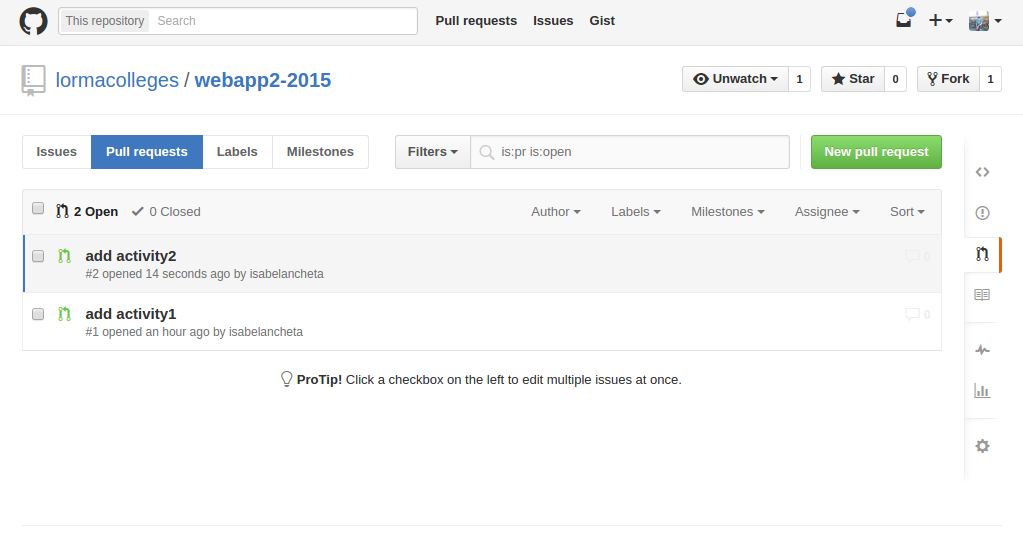 This repository Search Pull requests Issues Gist
lormacolleges / webapp2-2015 Unwatch 1 Star 0 Fork 1
Issues Pull requests Labels Milestones Filters is:pr is:open New pull request
2 Open 0 Closed Author Labels Milestones Assignee Sort
add activity2 0
#2 opened 14 seconds ago by isabelancheta
add activity1 0
#1 opened an hour ago by isabelancheta
ProTip! Click a checkbox on the left to edit multiple issues at once.